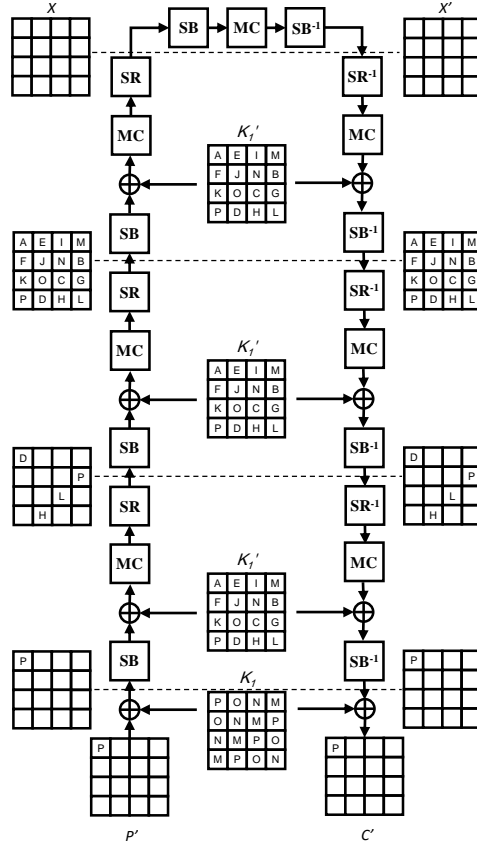 X X'
SB MC SB-1
SR SR-1
MC K1' MC
A E I M
F J N B
K O C G
P D H L
SB SB-1
A E I M A E I M
F J N B F J N B
K O C G K O C G
P D H L P D H L
SR SR-1
MC K1' MC
A E I M
F J N B
K O C G
P D H L
SB SB-1
D D
P P
L L
H H
SR SR-1
MC K1' MC
A E I M
F J N B
K O C G
P D H L
P SB SB-1 P
K1
P O N M
O N M P
N M P O
M P O N
P P
P' C'